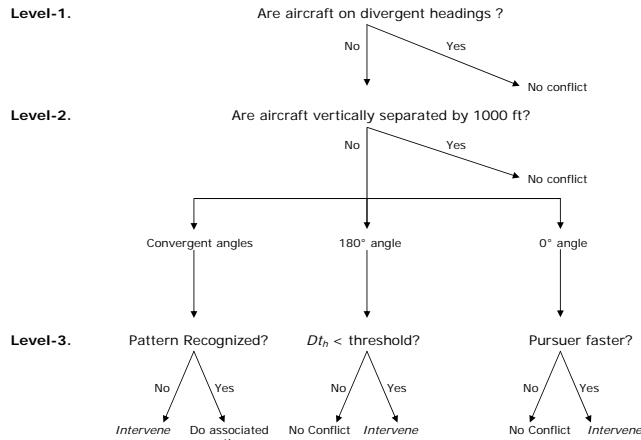 Level-1. Are aircraft on divergent headings ?
No Yes
No conflict
Level-2. Are aircraft vertically separated by 1000 ft?
No Yes
No conflict
Convergent angles 180° angle 0° angle
Level-3. Pattern Recognized? Dtₕ < threshold? Pursuer faster?
No Yes No Yes No Yes
Intervene Do associated No Conflict Intervene No Conflict Intervene